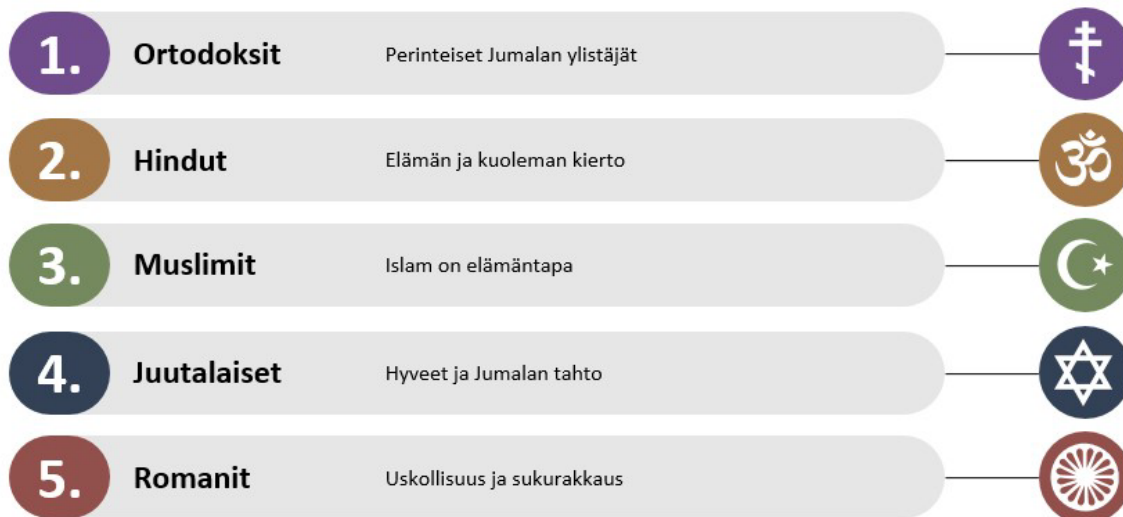 1. Ortodoksit Perinteiset Jumalan ylistäjät
2. Hindut Elämän ja kuoleman kierto
ॐ
3. Muslimit Islam on elämäntapa
4. Juutalaiset Hyveet ja Jumalan tahto
5. Romanit Uskollisuus ja sukurakkaus